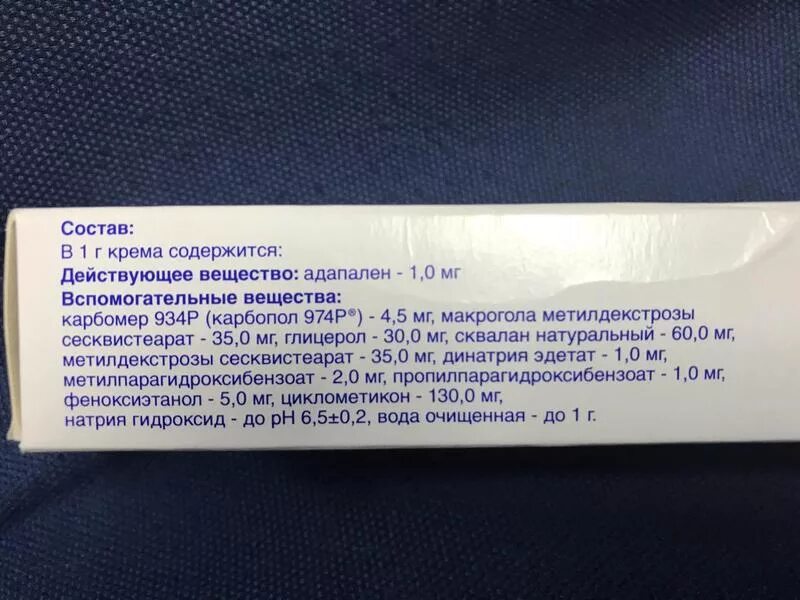 Состав:
В 1 г крема содержится:
Действующее вещество: адапален - 1,0 мг
Вспомогательные вещества:
карбомер 934Р (карбопол 974Р®) - 4,5 мг, макрогола метилдекстрозы
сесквистеарат - 35,0 мг, глицерол - 30,0 мг, сквалан натуральный - 60,0 мг,
метилдекстрозы сесквистеарат - 35,0 мг, динатрия эдетат - 1,0 мг,
метилпарагидроксибензоат - 2,0 мг, пропилпарагидроксибензоат - 1,0 мг,
феноксиэтанол - 5,0 мг, циклометикон - 130,0 мг,
натрия гидроксид - до pH 6,5±0,2, вода очищенная - до 1 г.